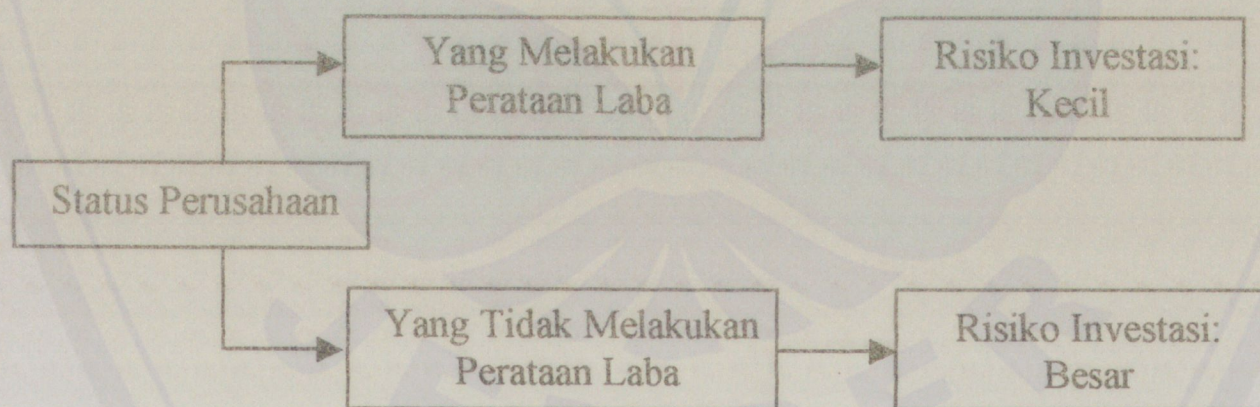 Yang Melakukan
Perataan Laba
Risiko Investasi:
Kecil
Status Perusahaan
Yang Tidak Melakukan
Perataan Laba
Risiko Investasi:
Besar